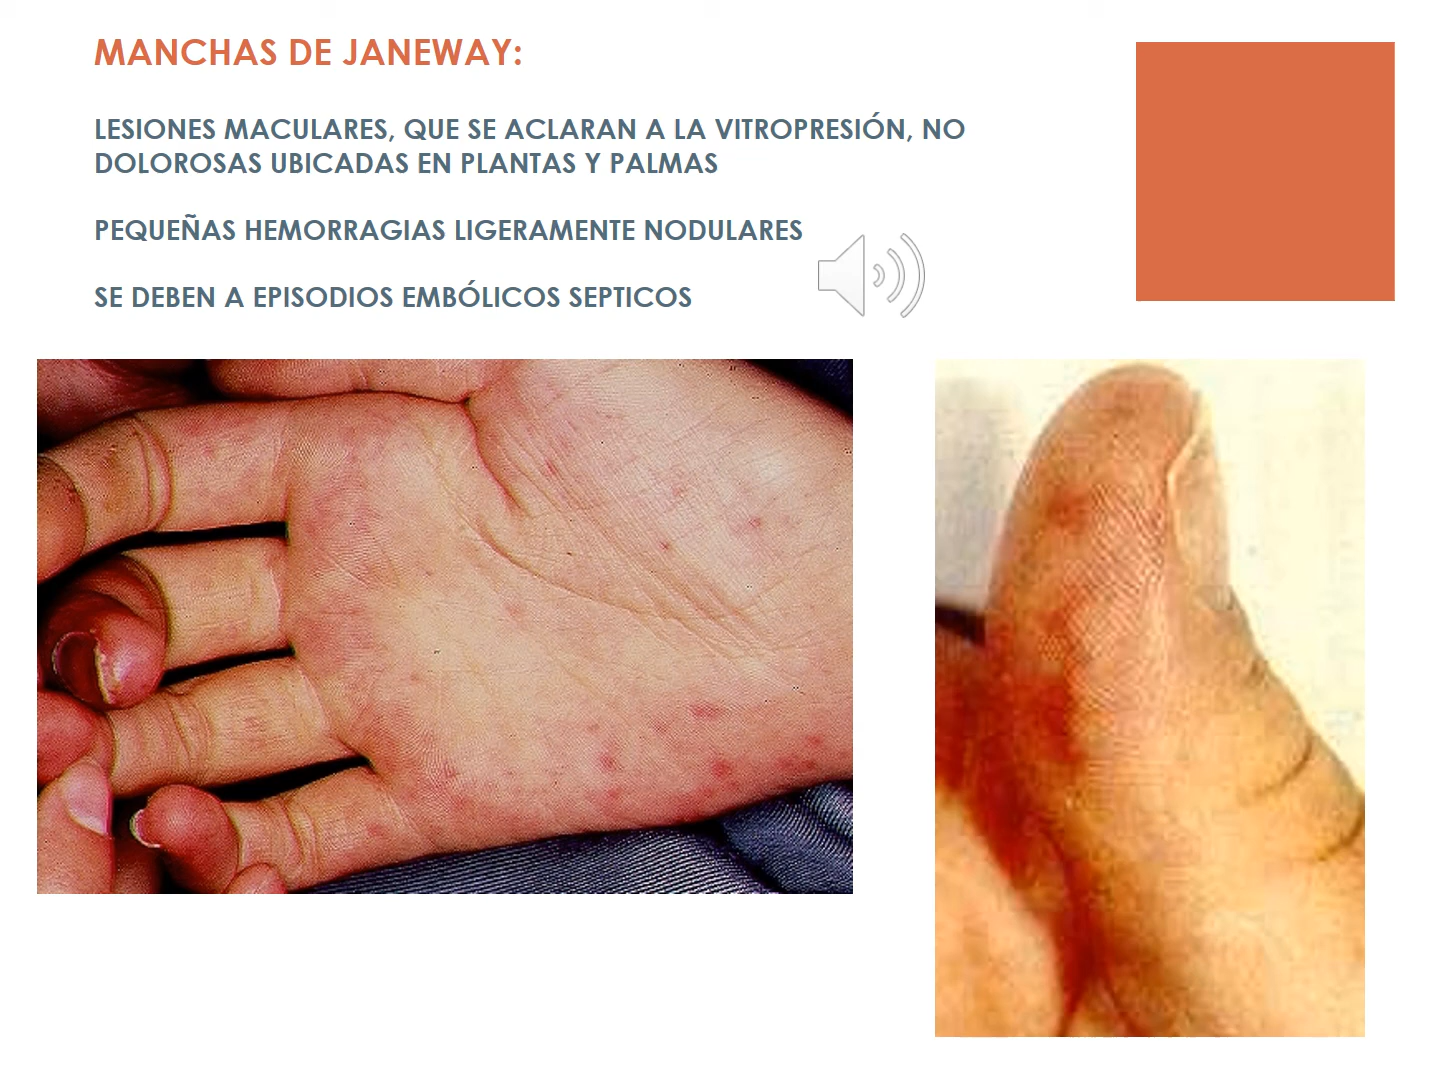 MANCHAS DE JANEWAY:
LESIONES MACULARES, QUE SE ACLARAN A LA VITROPRESIÓN, NO
DOLOROSAS UBICADAS EN PLANTAS Y PALMAS
PEQUEÑAS HEMORRAGIAS LIGERAMENTE NODULARES
SE DEBEN A EPISODIOS EMBÓLICOS SEPTICOS